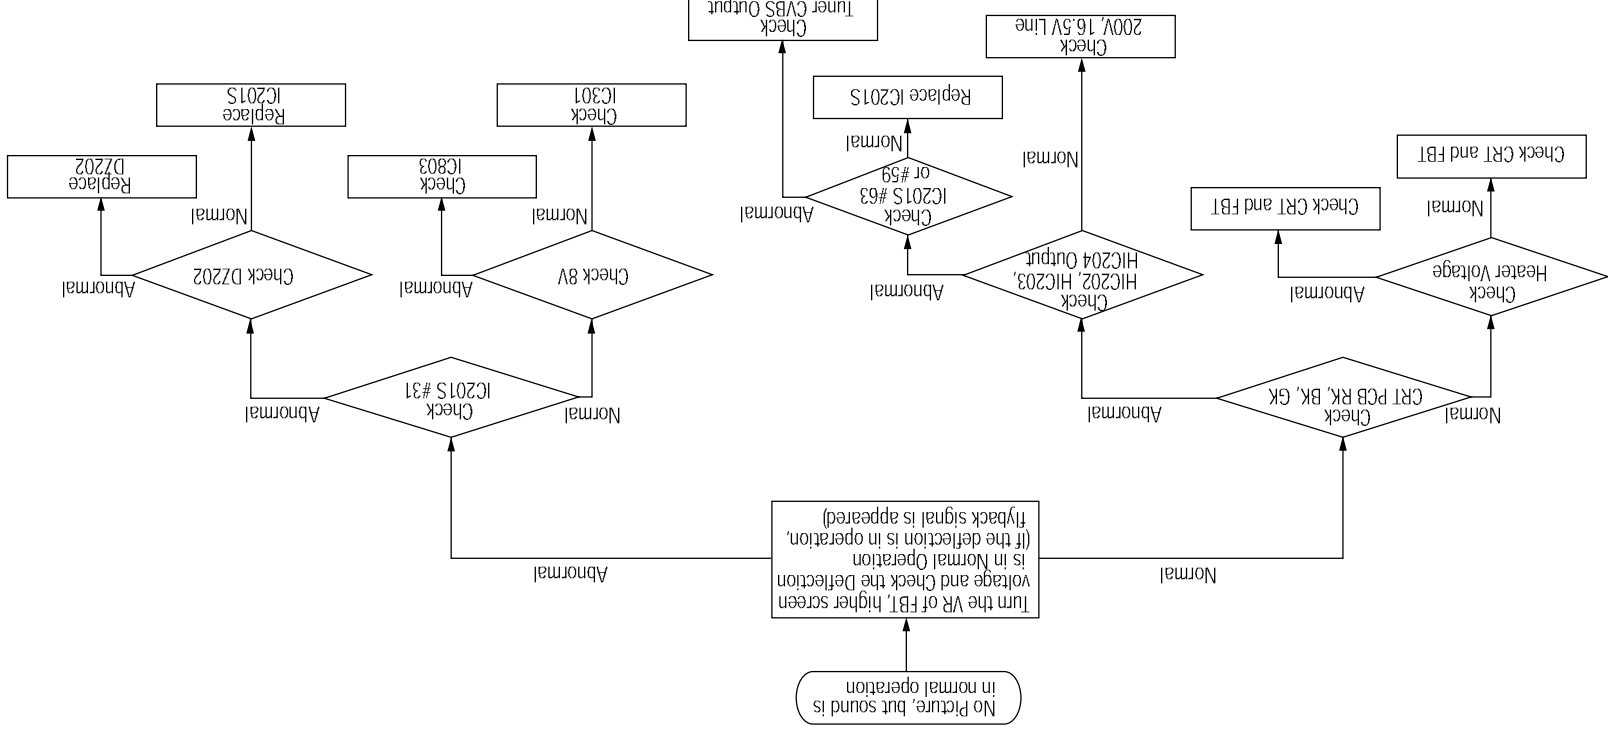 No Picture, but sound is
in normal operation
Turn the VR of FBT, higher screen
voltage and Check the Deflection
is in Normal Operation
(If the deflection is in operation,
flyback signal is appeared)
Normal
Abnormal
Check
CRT PCB RK, BK, GK
Normal
Abnormal
Check
Heater Voltage
Normal
Check CRT and FBT
Abnormal
Check CRT and FBT
Check
HIC202, HIC203,
HIC204 Output
Normal
Check
200V, 16.5V Line
Abnormal
Check
IC201S #63
or #59
Normal
Replace IC201S
Abnormal
Check
Tuner CVBS Output
Check
IC201S #31
Normal
Abnormal
Check 8V
Normal
Check
IC301
Abnormal
Check
IC803
Check DZ202
Normal
Replace
IC201S
Abnormal
Replace
DZ202